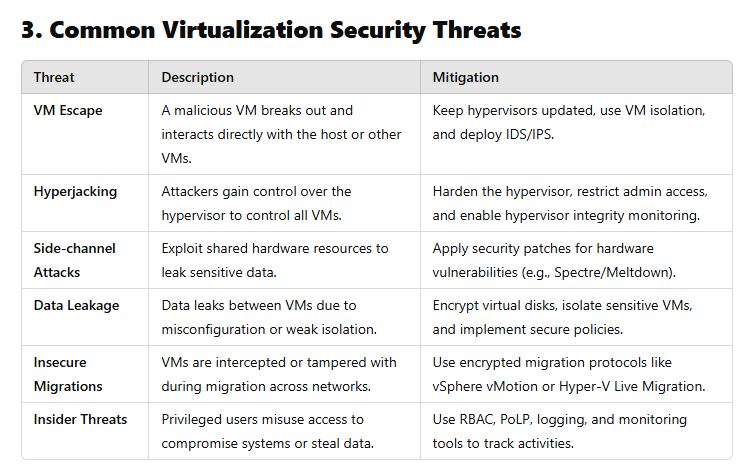 3. Common Virtualization Security Threats
Threat Description Mitigation
VM Escape
A malicious VM breaks out and
interacts directly with the host or other
VMs.
Keep hypervisors updated, use VM isolation,
and deploy IDS/IPS.
Hyperjacking
Attackers gain control over the
hypervisor to control all VMs.
Harden the hypervisor, restrict admin access,
and enable hypervisor integrity monitoring.
Side-channel
Attacks
Exploit shared hardware resources to
leak sensitive data.
Apply security patches for hardware
vulnerabilities (e.g., Spectre/Meltdown).
Data Leakage
Data leaks between VMs due to
misconfiguration or weak isolation.
Encrypt virtual disks, isolate sensitive VMs,
and implement secure policies.
Insecure
Migrations
VMs are intercepted or tampered with
during migration across networks.
Use encrypted migration protocols like
vSphere vMotion or Hyper-V Live Migration.
Insider Threats
Privileged users misuse access to
compromise systems or steal data.
Use RBAC, PoLP, logging, and monitoring
tools to track activities.